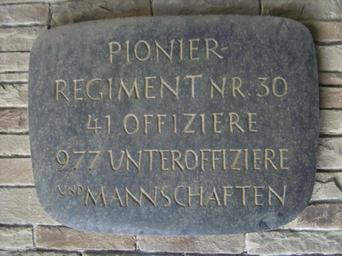 PIONIER-
REGIMENT NR. 30
41 OFFIZIERE
977 UNTEROFFIZIERE
UND MANNSCHAFTEN